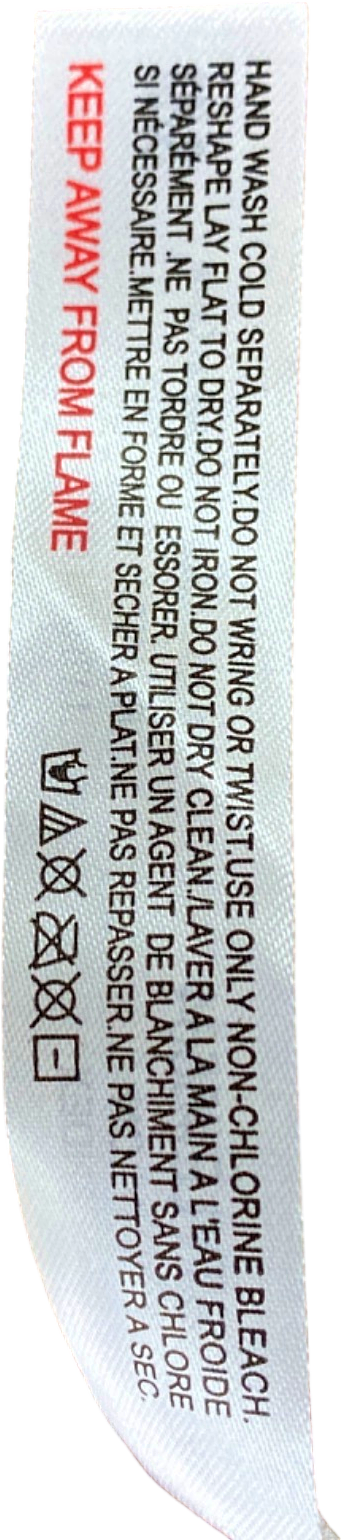 HAND WASH COLD SEPARATELY.DO NOT WRING OR TWIST.USE ONLY NON-CHLORINE BLEACH.
RESHAPE LAY FLAT TO DRY.DO NOT IRON.DO NOT DRY CLEAN./LAVER A LA MAIN A L'EAU FROIDE
SÉPARÉMENT .NE PAS TORDRE OU ESSORER. UTILISER UN AGENT DE BLANCHIMENT SANS CHLORE
SI NÉCESSAIRE.METTRE EN FORME ET SECHER A PLAT.NE PAS REPASSER.NE PAS NETTOYER A SEC.
KEEP AWAY FROM FLAME